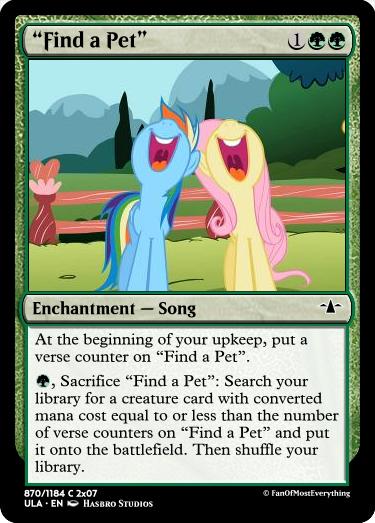 "Find a Pet" 1
Enchantment — Song
At the beginning of your upkeep, put a
verse counter on "Find a Pet".
, Sacrifice "Find a Pet": Search your
library for a creature card with converted
mana cost equal to or less than the number
of verse counters on "Find a Pet" and put
it onto the battlefield. Then shuffle your
library.
870/1184 C 2x07
ULA • EN Hasbro Studios
© FanOfMostEverything